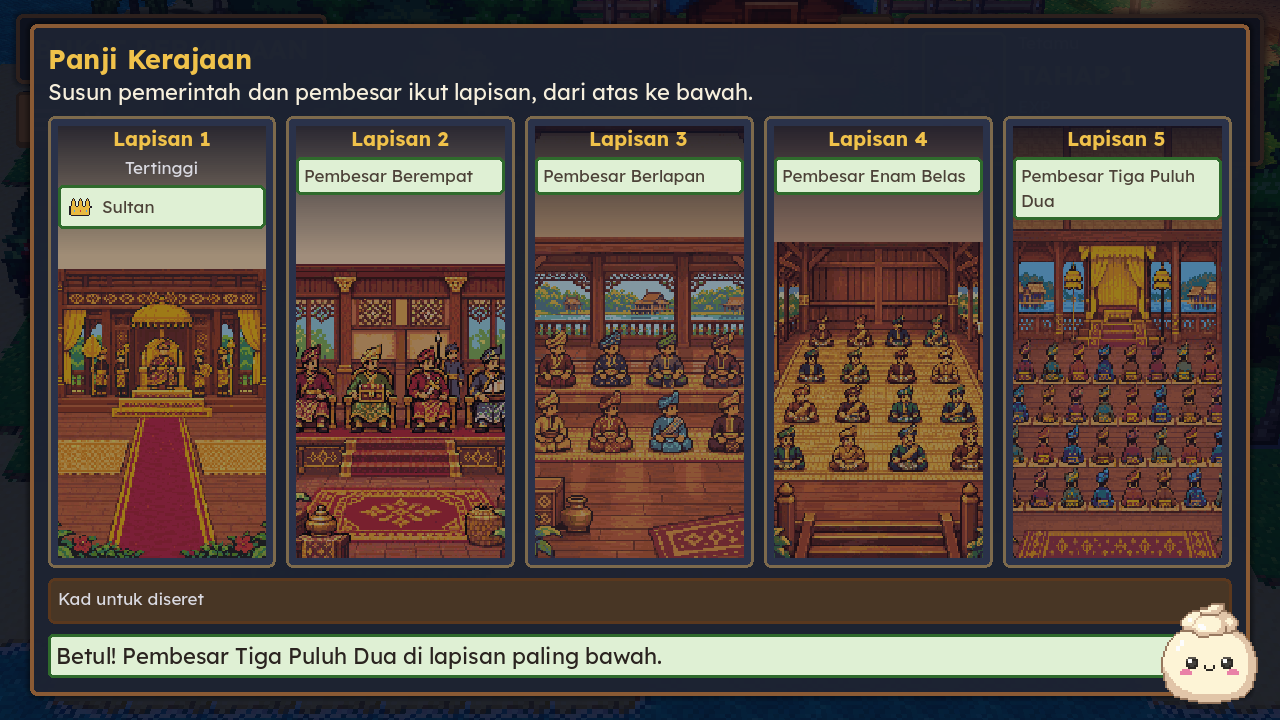 Panji Kerajaan
Susun pemerintah dan pembesar ikut lapisan, dari atas ke bawah.
Lapisan 1
Tertinggi
Sultan
Lapisan 2
Pembesar Berempat
Lapisan 3
Pembesar Berlapan
Lapisan 4
Pembesar Enam Belas
Lapisan 5
Pembesar Tiga Puluh
Dua
Kad untuk diseret
Betul! Pembesar Tiga Puluh Dua di lapisan paling bawah.